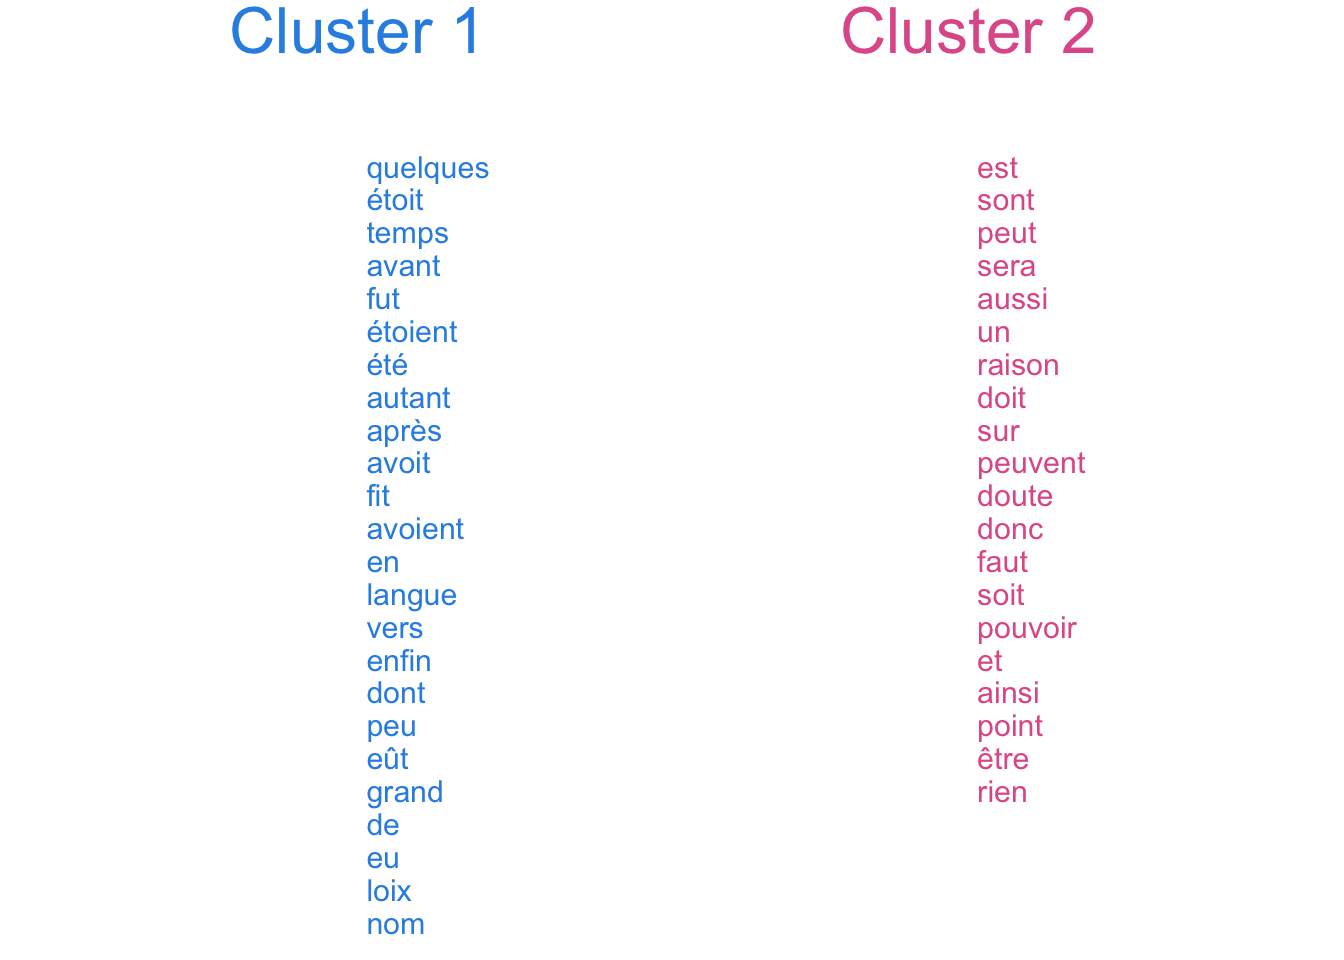 Cluster 1
quelques
étoit
temps
avant
fut
étoient
été
autant
après
avoit
fit
avoient
en
langue
vers
enfin
dont
peu
eût
grand
de
eu
loix
nom
Cluster 2
est
sont
peut
sera
aussi
un
raison
doit
sur
peuvent
doute
donc
faut
soit
pouvoir
et
ainsi
point
être
rien